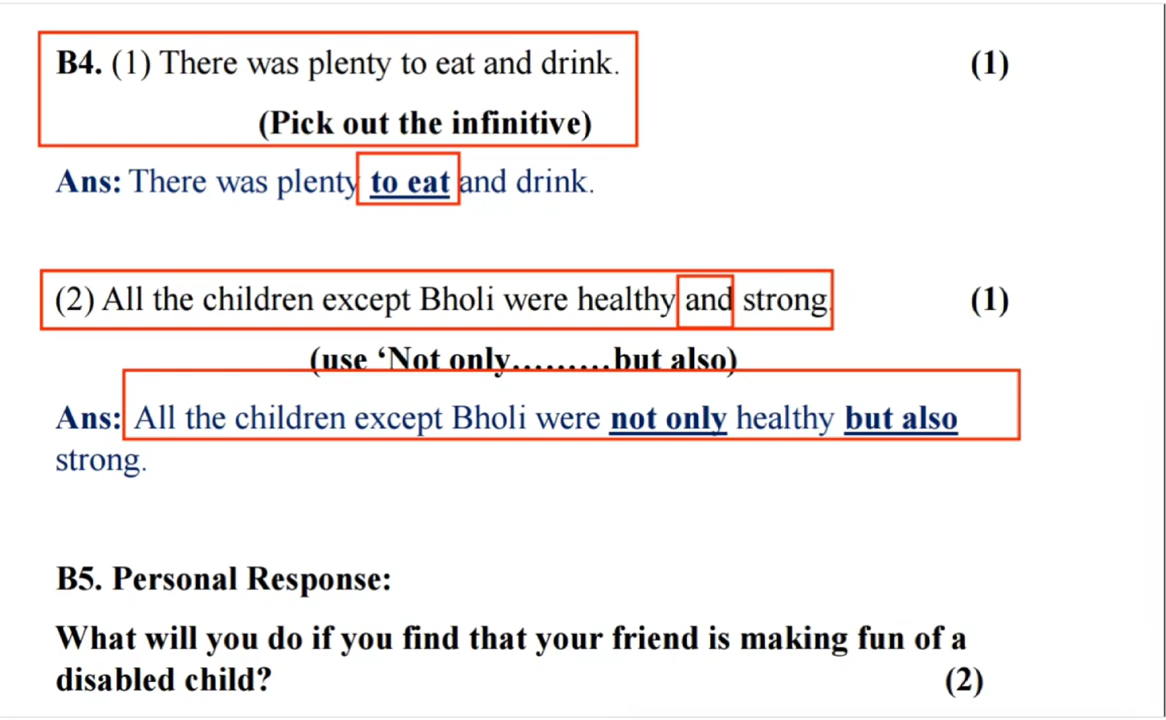 B4. (1) There was plenty to eat and drink. (1)
(Pick out the infinitive)
Ans: There was plenty to eat and drink.
(2) All the children except Bholi were healthy and strong. (1)
(use ‘Not only.........but also)
Ans: All the children except Bholi were not only healthy but also
strong.
B5. Personal Response:
What will you do if you find that your friend is making fun of a
disabled child? (2)